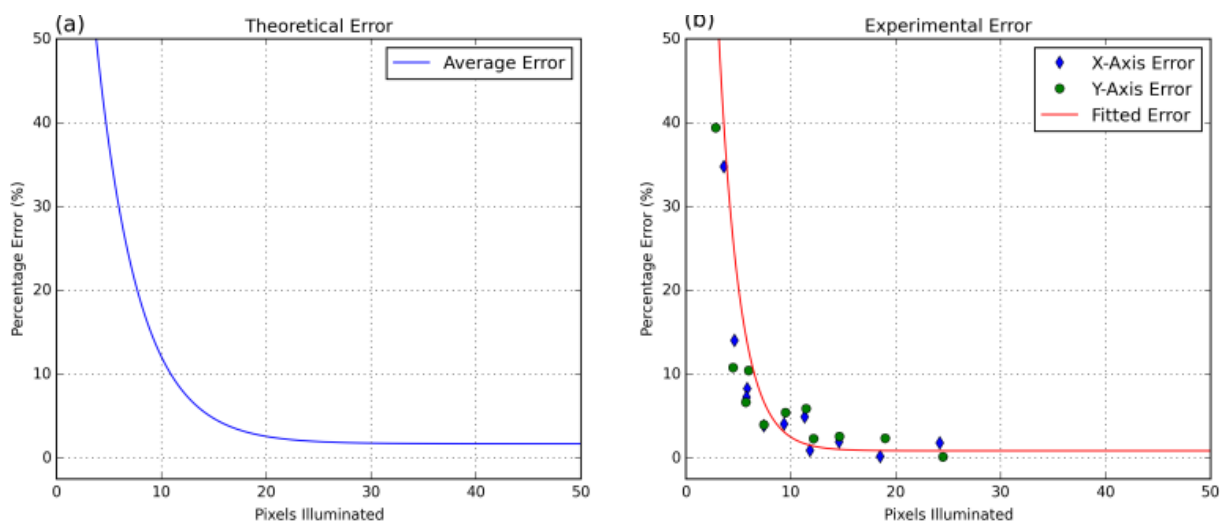 (a)
Theoretical Error
50
40
30
20
10
0
Percentage Error (%)
Average Error
0 10 20 30 40 50
Pixels Illuminated
(b)
Experimental Error
50
40
30
20
10
0
Percentage Error (%)
X-Axis Error
Y-Axis Error
Fitted Error
0 10 20 30 40 50
Pixels Illuminated